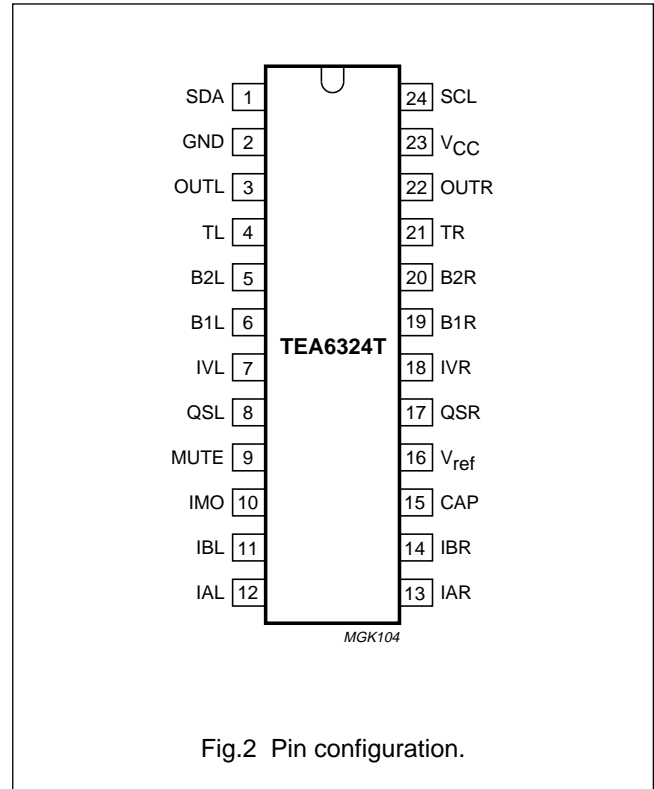 SDA 1 24 SCL
GND 2 23 VCC
OUTL 3 22 OUTR
TL 4 21 TR
B2L 5 20 B2R
B1L 6 19 B1R
TEA6324T
IVL 7 18 IVR
QSL 8 17 QSR
MUTE 9 16 Vref
IMO 10 15 CAP
IBL 11 14 IBR
IAL 12 13 IAR
MGK104
Fig.2 Pin configuration.